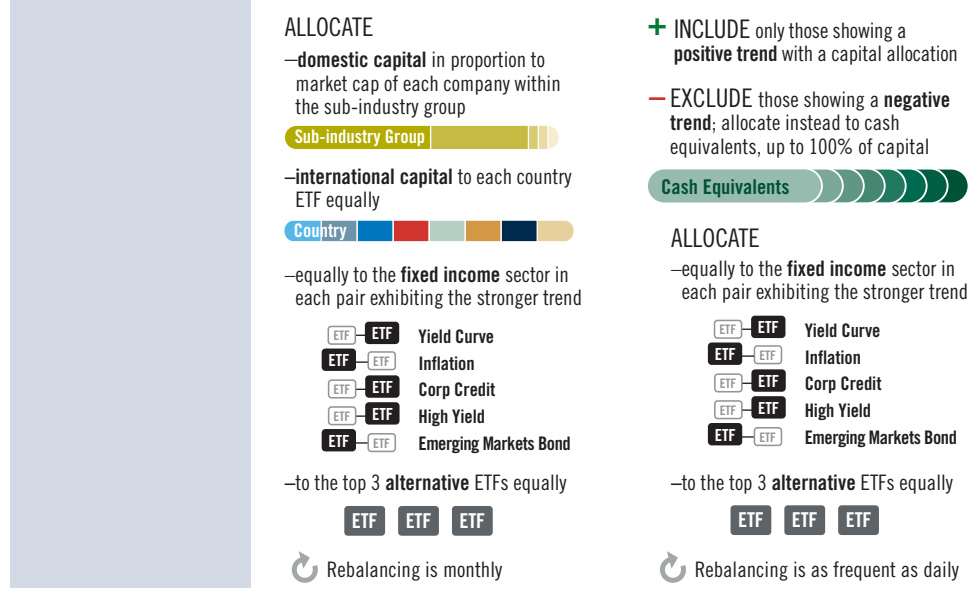 ALLOCATE
–domestic capital in proportion to
market cap of each company within
the sub-industry group
Sub-industry Group
–international capital to each country
ETF equally
Country
–equally to the fixed income sector in
each pair exhibiting the stronger trend
ETF ETF Yield Curve
ETF ETF Inflation
ETF ETF Corp Credit
ETF ETF High Yield
ETF ETF Emerging Markets Bond
–to the top 3 alternative ETFs equally
ETF ETF ETF
Rebalancing is monthly
+ INCLUDE only those showing a
positive trend with a capital allocation
– EXCLUDE those showing a negative
trend; allocate instead to cash
equivalents, up to 100% of capital
Cash Equivalents
ALLOCATE
–equally to the fixed income sector in
each pair exhibiting the stronger trend
ETF ETF Yield Curve
ETF ETF Inflation
ETF ETF Corp Credit
ETF ETF High Yield
ETF ETF Emerging Markets Bond
–to the top 3 alternative ETFs equally
ETF ETF ETF
Rebalancing is as frequent as daily